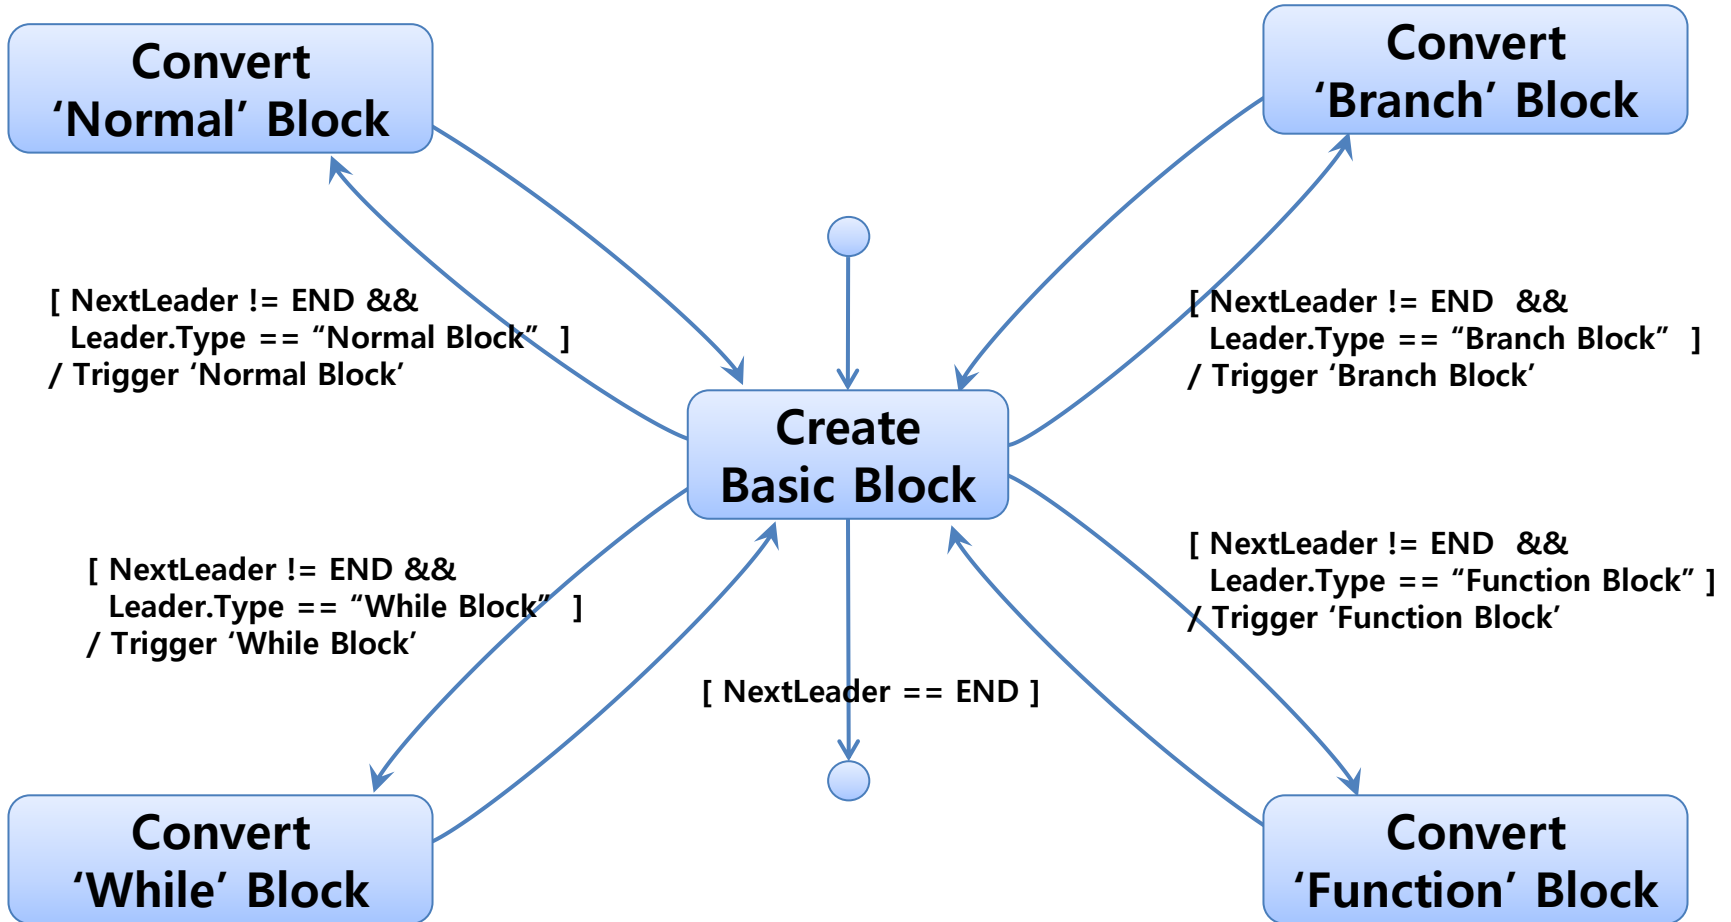 Convert
‘Normal’ Block
Convert
‘Branch’ Block
[ NextLeader != END &&
Leader.Type == “Normal Block” ]
/ Trigger ‘Normal Block’
[ NextLeader != END &&
Leader.Type == “Branch Block” ]
/ Trigger ‘Branch Block’
Create
Basic Block
[ NextLeader != END &&
Leader.Type == “While Block” ]
/ Trigger ‘While Block’
[ NextLeader != END &&
Leader.Type == “Function Block” ]
/ Trigger ‘Function Block’
[ NextLeader == END ]
Convert
‘While’ Block
Convert
‘Function’ Block